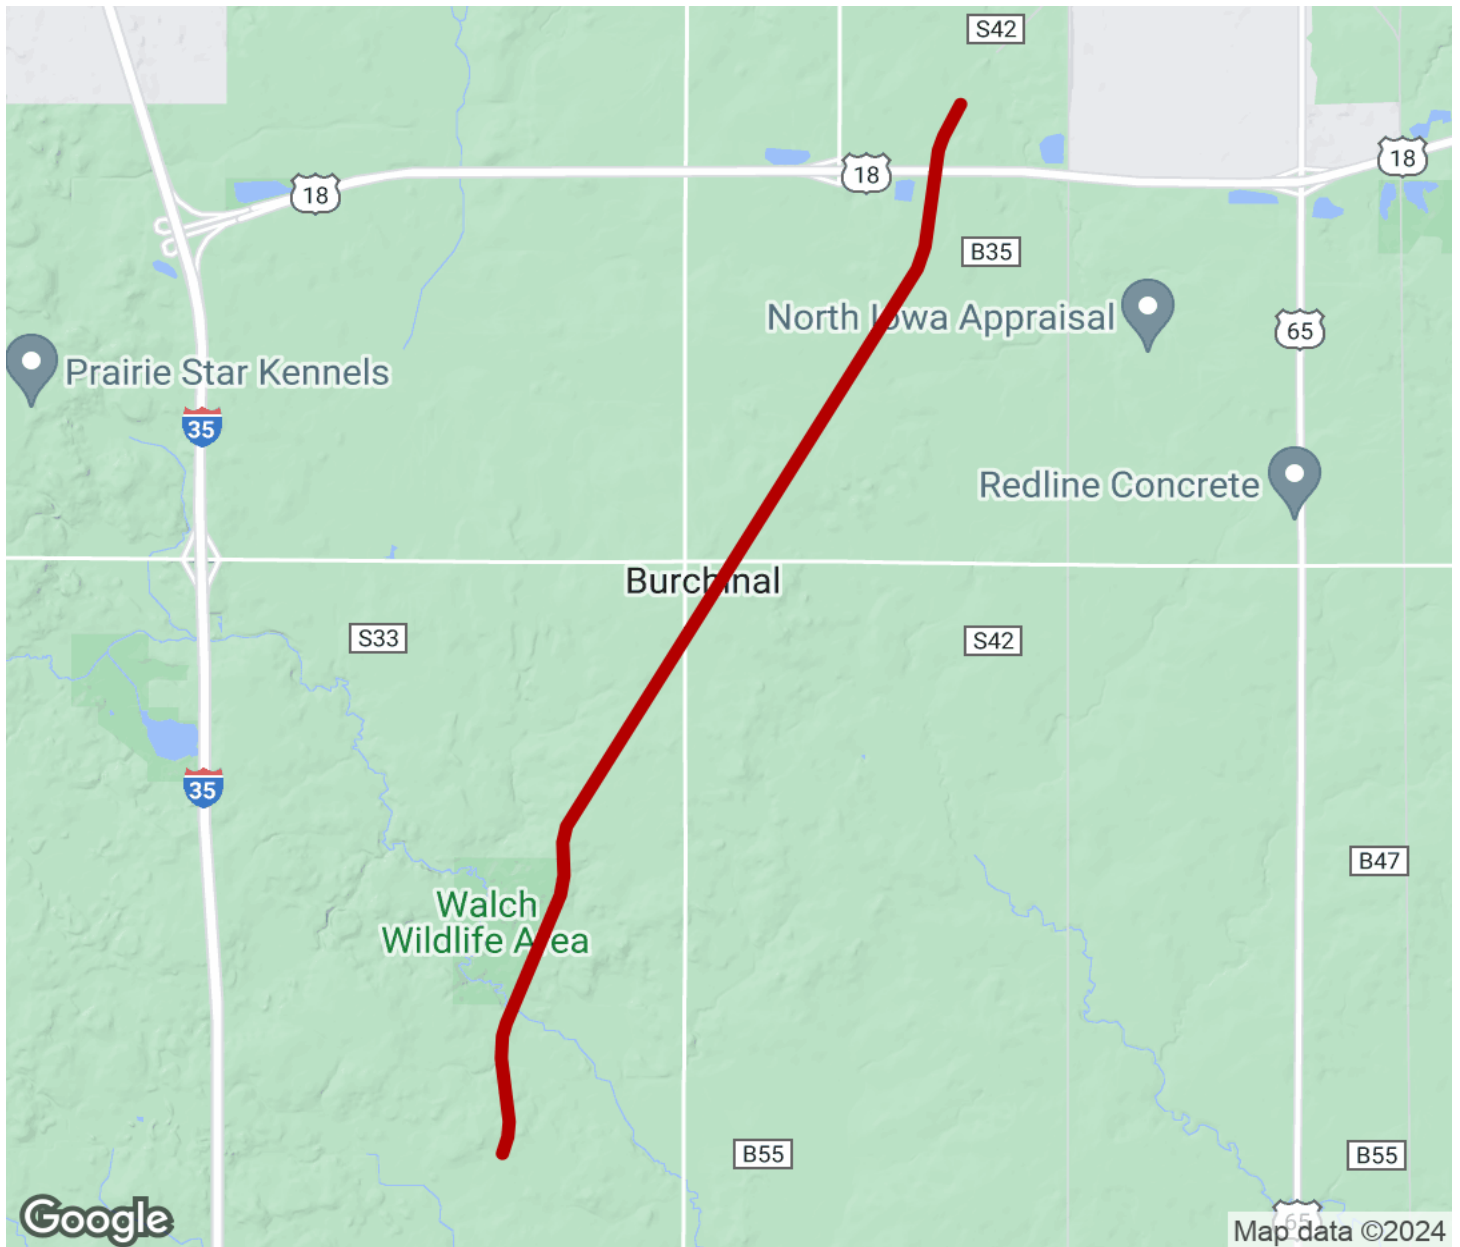 S42
18
18
18
B35
North Iowa Appraisal
65
Prairie Star Kennels
35
Redline Concrete
Burchinal
S33
S42
35
B47
Walch
Wildlife Area
B55
B55
65
Google
Map data ©2024